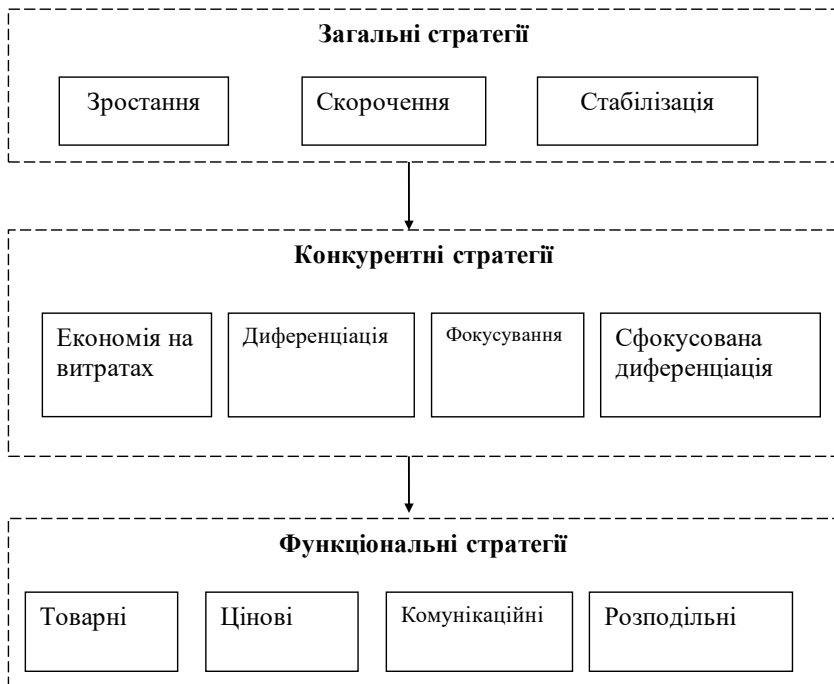 Загальні стратегії
Зростання
Скорочення
Стабілізація
Конкурентні стратегії
Економія на
витратах
Диференціація
Фокусування
Сфокусована
диференціація
Функціональні стратегії
Товарні
Цінові
Комунікаційні
Розподільні